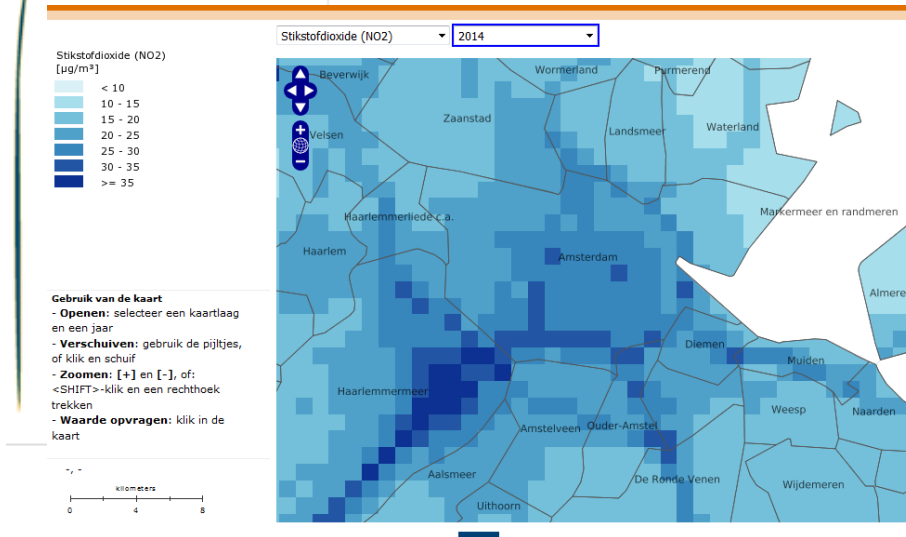 Stikstofdioxide (NO2)
2014
Stikstofdioxide (NO2)
[µg/m³]
< 10
10 - 15
15 - 20
20 - 25
25 - 30
30 - 35
>= 35
Beverwijk
Wormerland
Purmerend
Zaanstad
Velsen
Landsmeer
Waterland
Haarlemmerliede c.a.
Markermeer en randmeren
Haarlem
Amsterdam
Almere
Diemen
Muiden
Haarlemmermeer
Weesp
Naarden
Amstelveen
Ouder-Amstel
Aalsmeer
De Ronde Venen
Wijdemeren
Uithoorn
Gebruik van de kaart
- Openen: selecteer een kaartlaag
en een jaar
- Verschuiven: gebruik de pijltjes,
of klik en schuif
- Zoomen: [+] en [-], of:
<SHIFT>-klik en een rechthoek
trekken
- Waarde opvragen: klik in de
kaart
-, -
kilometers
0 4 8